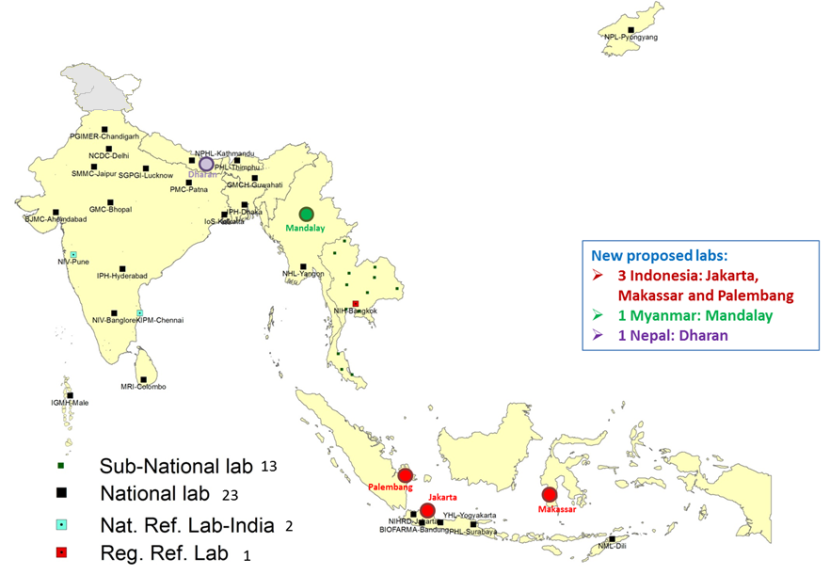 NPL-Pyongyang
PGIMER-Chandigarh
NCDC-Delhi
NPHL-Kathmandu
PHL-Thimphu
SMMC-Jaipur
SGPGI-Lucknow
Dharan
PMC-Patna
GMCH-Guwahati
GMC-Bhopal
IPH-Dhaka
BJMC-Ahmedabad
IoS-Kolkatta
Mandalay
NIV-Pune
IPH-Hyderabad
NHL-Yangon
New proposed labs:
➢ 3 Indonesia: Jakarta,
Makassar and Palembang
➢ 1 Myanmar: Mandalay
➢ 1 Nepal: Dharan
NIH-Bangkok
NIV-Banglore
KIPM-Chennai
MRI-Colombo
IGMH-Male
Sub-National lab 13
National lab 23
Nat. Ref. Lab-India 2
Reg. Ref. Lab 1
Palembang
Jakarta
Makassar
NIHRD-Jakarta
YHL-Yogyakarta
BIOFARMA-Bandung
PHL-Surabaya
NML-Dili